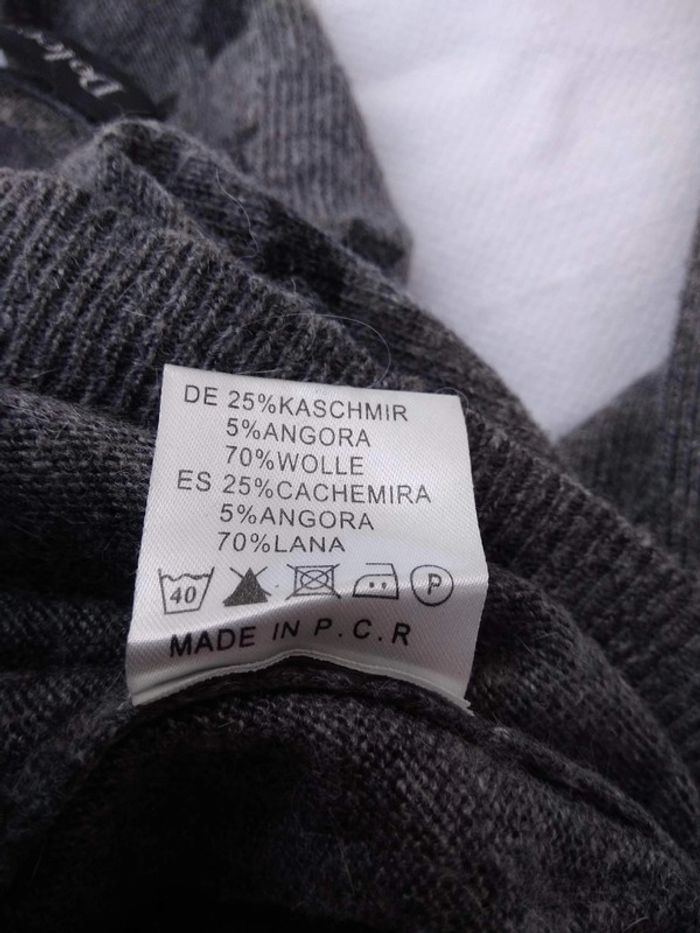 DE 25%KASCHMIR
5%ANGORA
70%WOLLE
ES 25%CACHEMIRA
5%ANGORA
70%LANA
40 P
MADE IN P.C.R